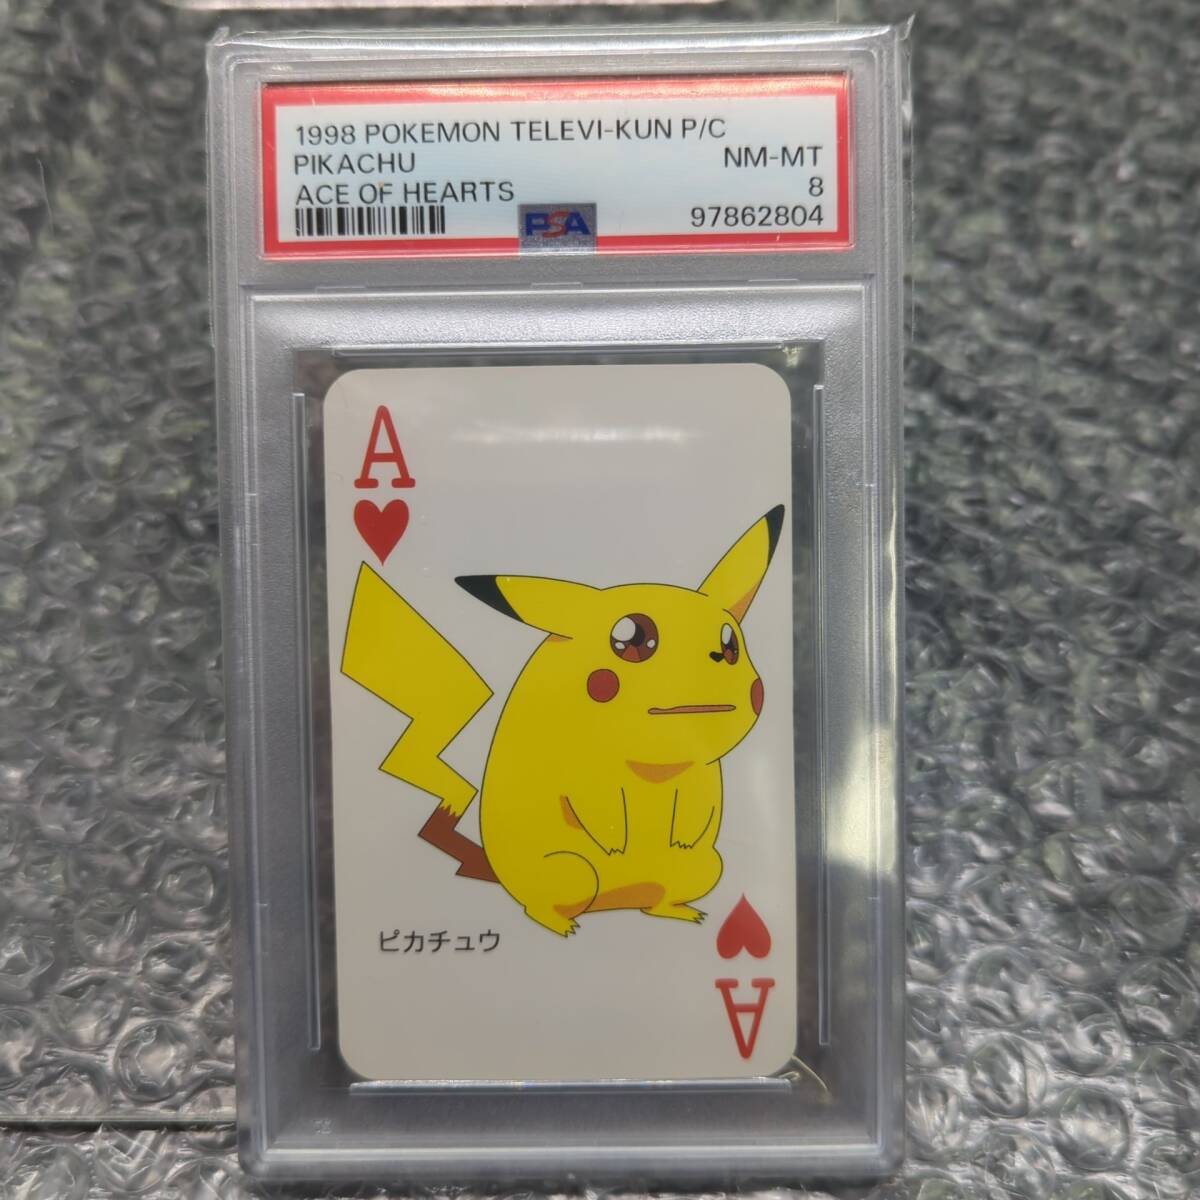 1998 POKEMON TELEVI-KUN P/C
PIKACHU NM-MT
ACE OF HEARTS 8
PSA 97862804
A
ピカチュウ
A